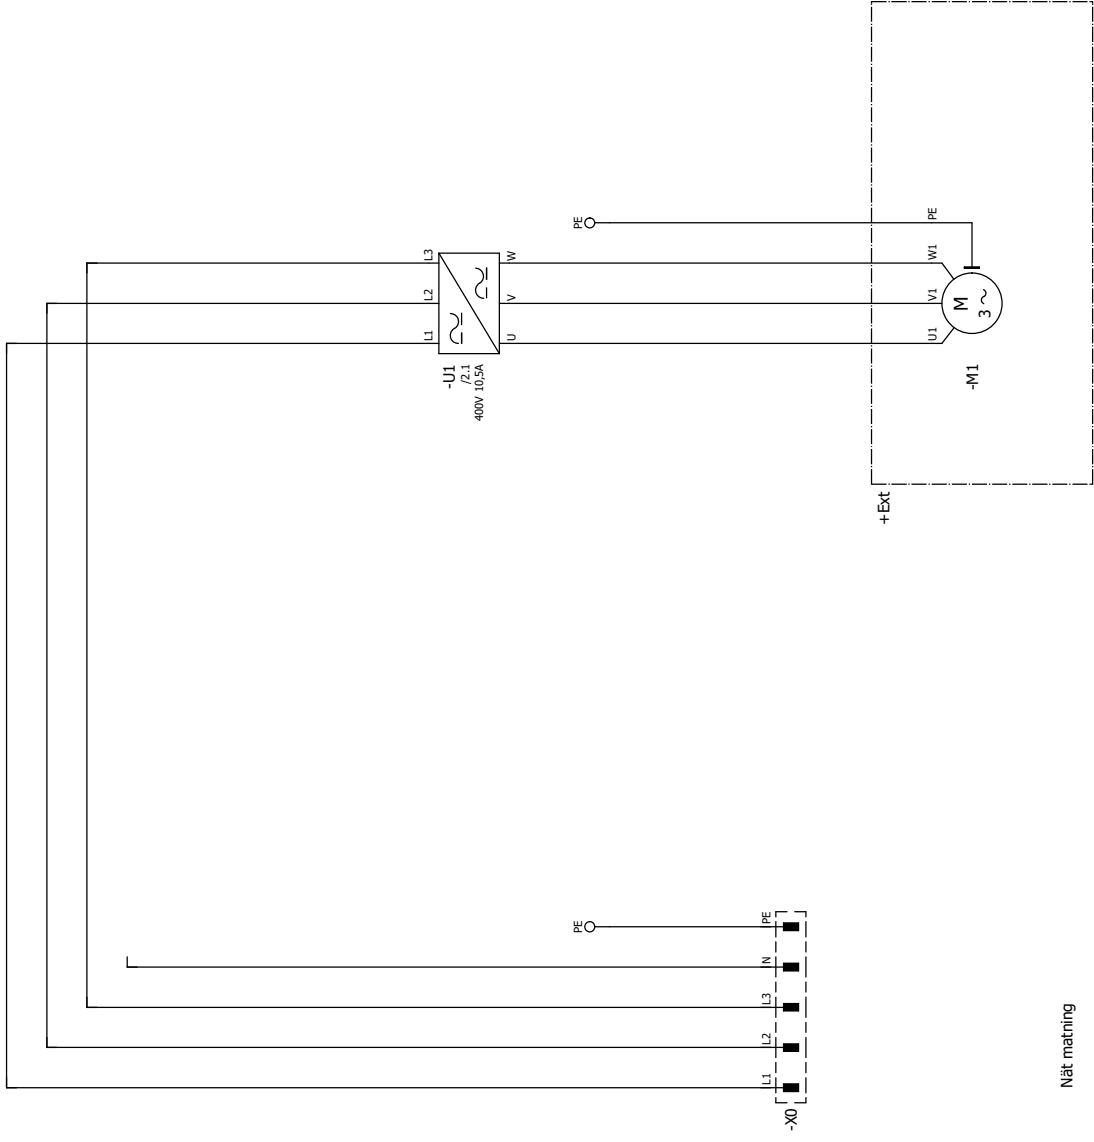 -X0
L1
L2
L3
N
PE
PE
Nät matning
-U1
/2.1
400V 10,5A
L1
L2
L3
U
V
W
PE
+Ext
U1
V1
W1
PE
M
3 ~
-M1